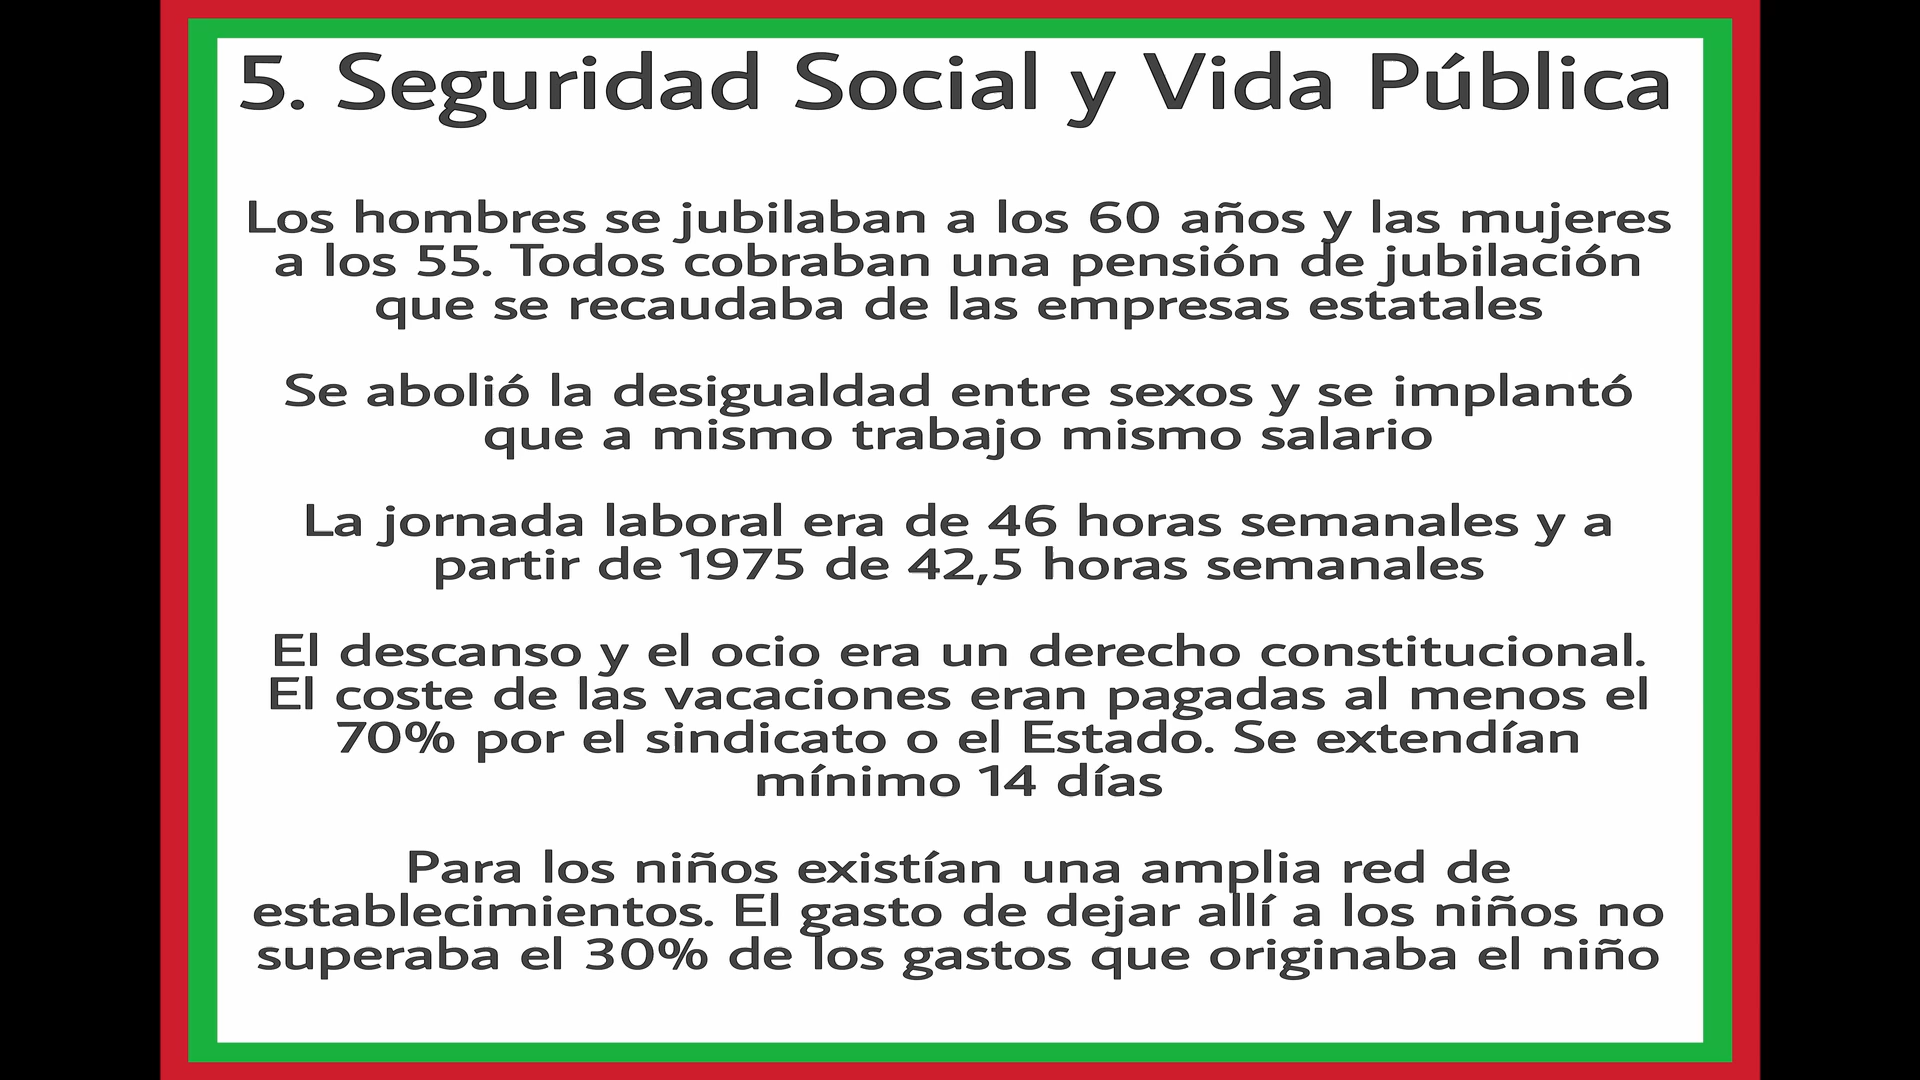 5. Seguridad Social y Vida Pública
Los hombres se jubilaban a los 60 años y las mujeres
a los 55. Todos cobraban una pensión de jubilación
que se recaudaba de las empresas estatales
Se abolió la desigualdad entre sexos y se implantó
que a mismo trabajo mismo salario
La jornada laboral era de 46 horas semanales y a
partir de 1975 de 42,5 horas semanales
El descanso y el ocio era un derecho constitucional.
El coste de las vacaciones eran pagadas al menos el
70% por el sindicato o el Estado. Se extendían
mínimo 14 días
Para los niños existían una amplia red de
establecimientos. El gasto de dejar allí a los niños no
superaba el 30% de los gastos que originaba el niño